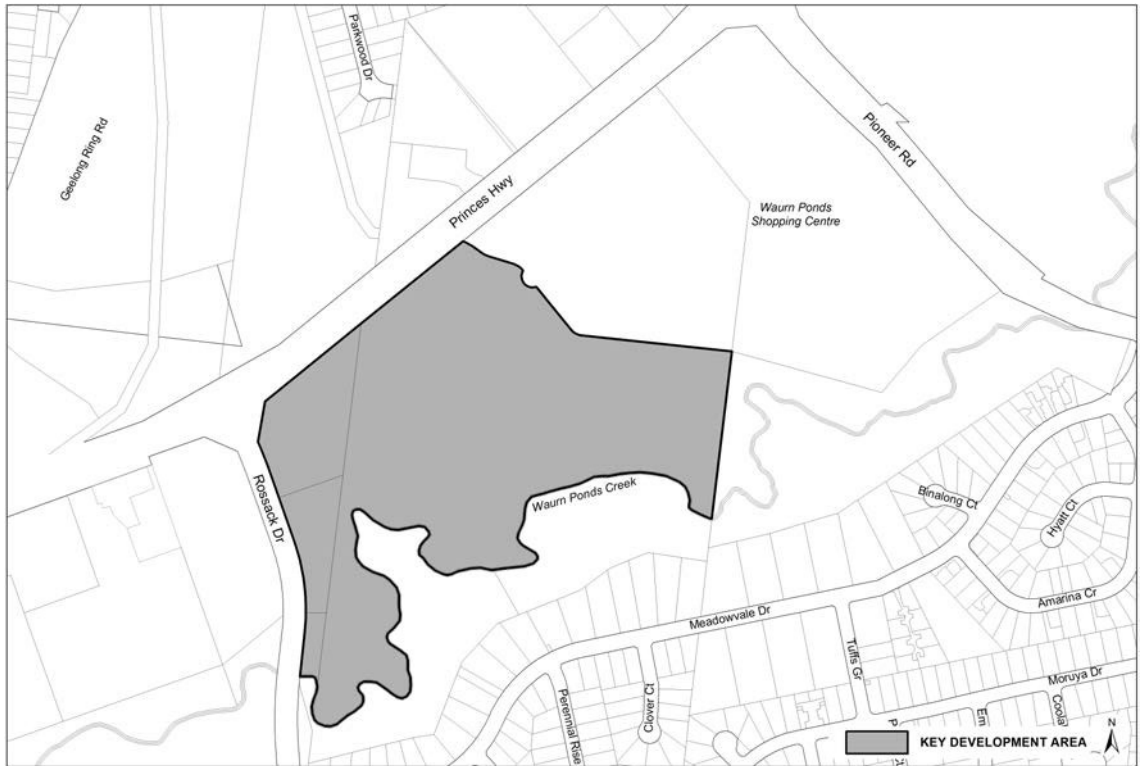 Parkwood Dr
Geelong Ring Rd
Princes Hwy
Pioneer Rd
Waurn Ponds
Shopping Centre
Rossack Dr
Waurn Ponds Creek
Binalong Ct
Hyatt Ct
Amarina Cr
Meadowvale Dr
Tuffs Gr
Moruya Dr
Perennial Rise
Clover Ct
P
Em
Coola
KEY DEVELOPMENT AREA
N